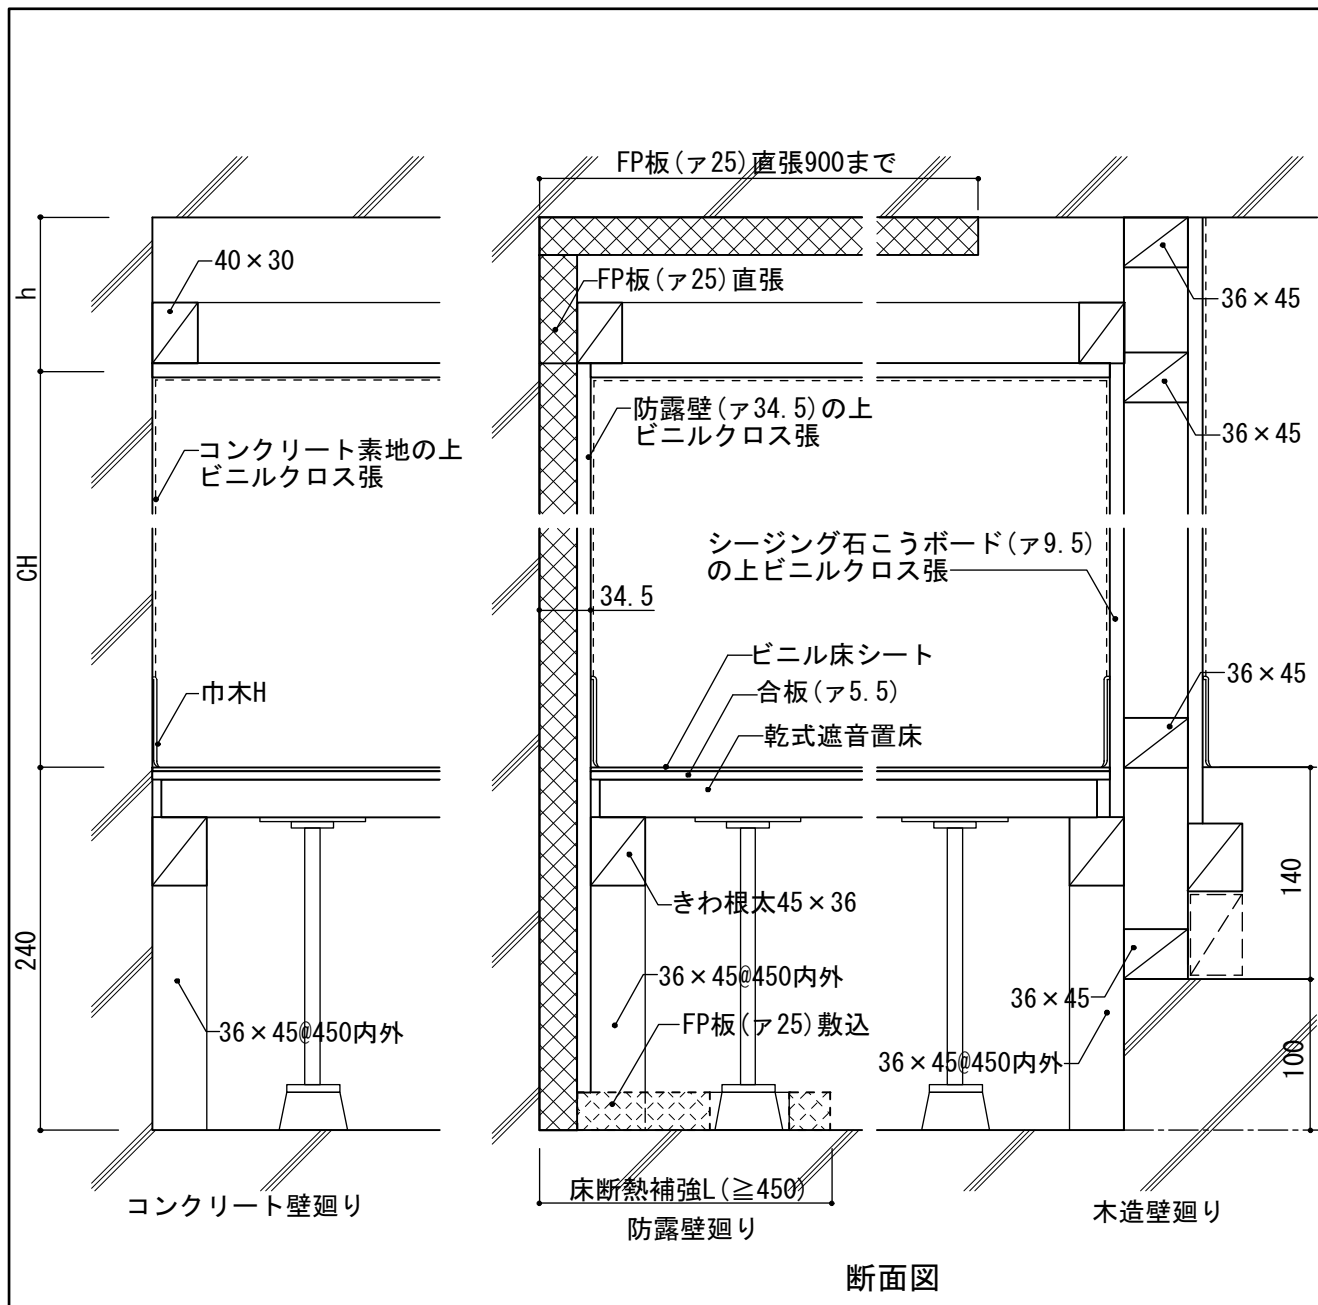 FP板(ァ25)直張900まで
40×30
FP板(ァ25)直張
36×45
h
防露壁(ァ34.5)の上
ビニルクロス張
36×45
コンクリート素地の上
ビニルクロス張
シージング石こうボード(ァ9.5)
の上ビニルクロス張
CH
34.5
ビニル床シート
36×45
巾木H
合板(ァ5.5)
乾式遮音置床
140
きわ根太45×36
240
36×45@450内外
36×45
FP板(ァ25)敷込
36×45@450内外
36×45@450内外
100
床断熱補強L(≧450)
コンクリート壁廻り
防露壁廻り
木造壁廻り
断面図